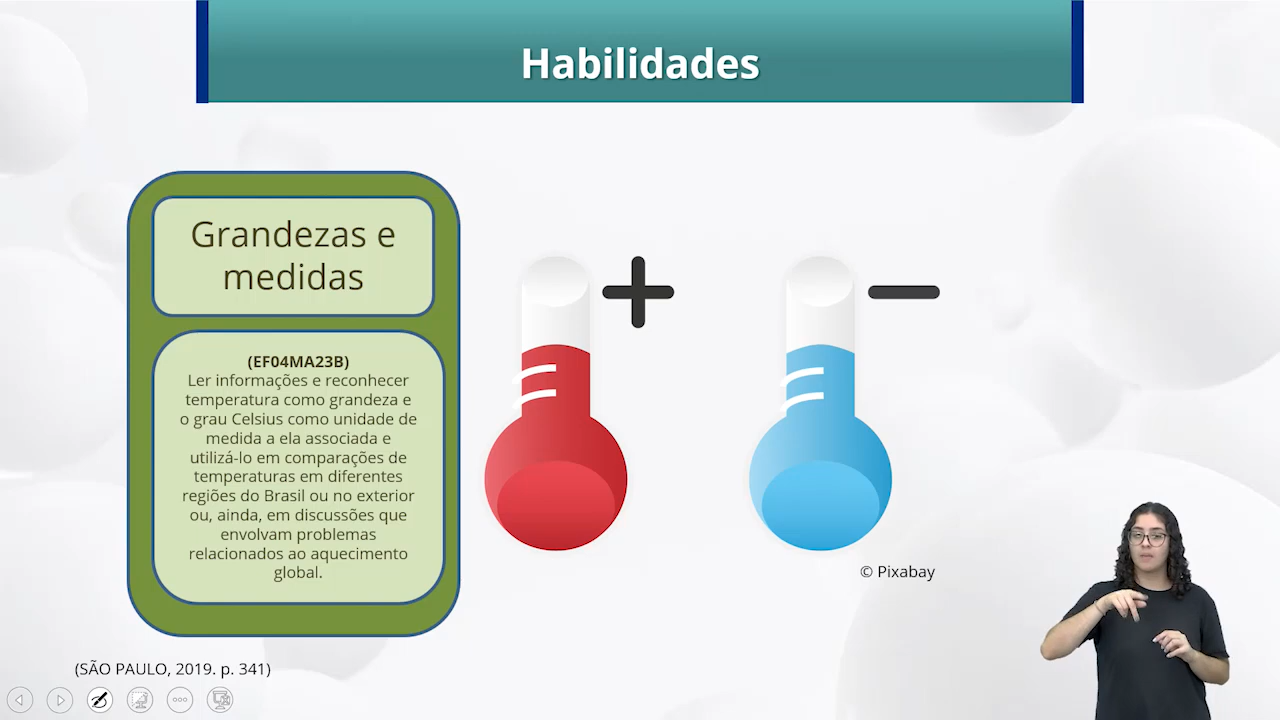 Habilidades
Grandezas e
medidas
(EF04MA23B)
Ler informações e reconhecer
temperatura como grandeza e
o grau Celsius como unidade de
medida a ela associada e
utilizá-lo em comparações de
temperaturas em diferentes
regiões do Brasil ou no exterior
ou, ainda, em discussões que
envolvam problemas
relacionados ao aquecimento
global.
© Pixabay
(SÃO PAULO, 2019. p. 341)